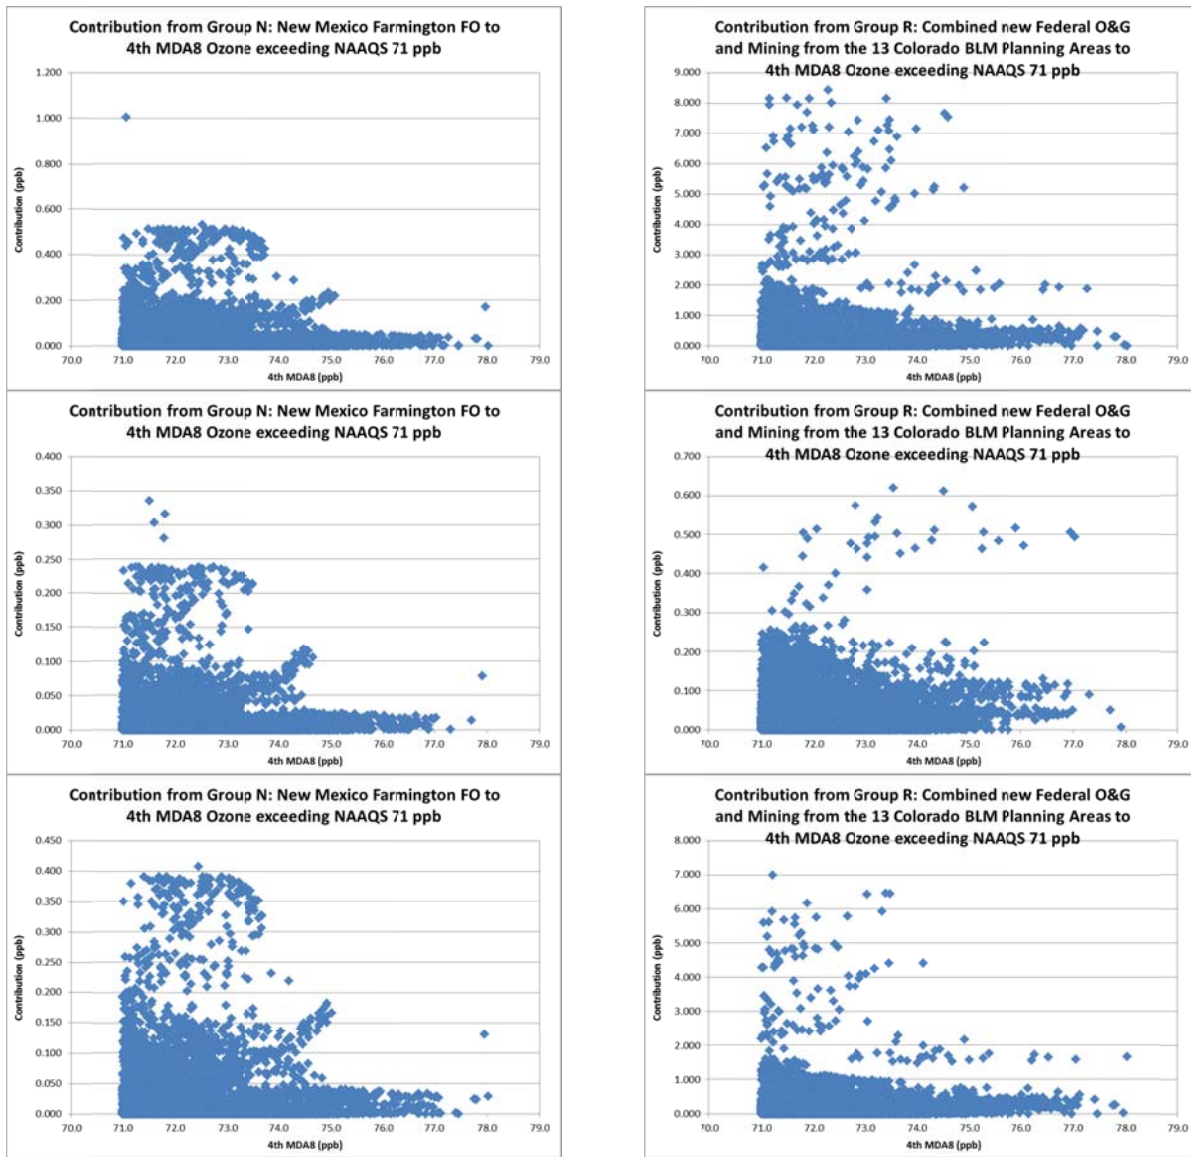 Contribution from Group N: New Mexico Farmington FO to
4th MDA8 Ozone exceeding NAAQS 71 ppb
1.200
1.000
0.800
0.600
0.400
0.200
0.000
Contribution (ppb)
70.0 71.0 72.0 73.0 74.0 75.0 76.0 77.0 78.0 79.0
4th MDA8 (ppb)
Contribution from Group R: Combined new Federal O&G
and Mining from the 13 Colorado BLM Planning Areas to
4th MDA8 Ozone exceeding NAAQS 71 ppb
9.000
8.000
7.000
6.000
5.000
4.000
3.000
2.000
1.000
0.000
Contribution (ppb)
70.0 71.0 72.0 73.0 74.0 75.0 76.0 77.0 78.0 79.0
4th MDA8 (ppb)
Contribution from Group N: New Mexico Farmington FO to
4th MDA8 Ozone exceeding NAAQS 71 ppb
0.400
0.350
0.300
0.250
0.200
0.150
0.100
0.050
0.000
Contribution (ppb)
70.0 71.0 72.0 73.0 74.0 75.0 76.0 77.0 78.0 79.0
4th MDA8 (ppb)
Contribution from Group R: Combined new Federal O&G
and Mining from the 13 Colorado BLM Planning Areas to
4th MDA8 Ozone exceeding NAAQS 71 ppb
0.700
0.600
0.500
0.400
0.300
0.200
0.100
0.000
Contribution (ppb)
70.0 71.0 72.0 73.0 74.0 75.0 76.0 77.0 78.0 79.0
4th MDA8 (ppb)
Contribution from Group N: New Mexico Farmington FO to
4th MDA8 Ozone exceeding NAAQS 71 ppb
0.450
0.400
0.350
0.300
0.250
0.200
0.150
0.100
0.050
0.000
Contribution (ppb)
70.0 71.0 72.0 73.0 74.0 75.0 76.0 77.0 78.0 79.0
4th MDA8 (ppb)
Contribution from Group R: Combined new Federal O&G
and Mining from the 13 Colorado BLM Planning Areas to
4th MDA8 Ozone exceeding NAAQS 71 ppb
8.000
7.000
6.000
5.000
4.000
3.000
2.000
1.000
0.000
Contribution (ppb)
70.0 71.0 72.0 73.0 74.0 75.0 76.0 77.0 78.0 79.0
4th MDA8 (ppb)